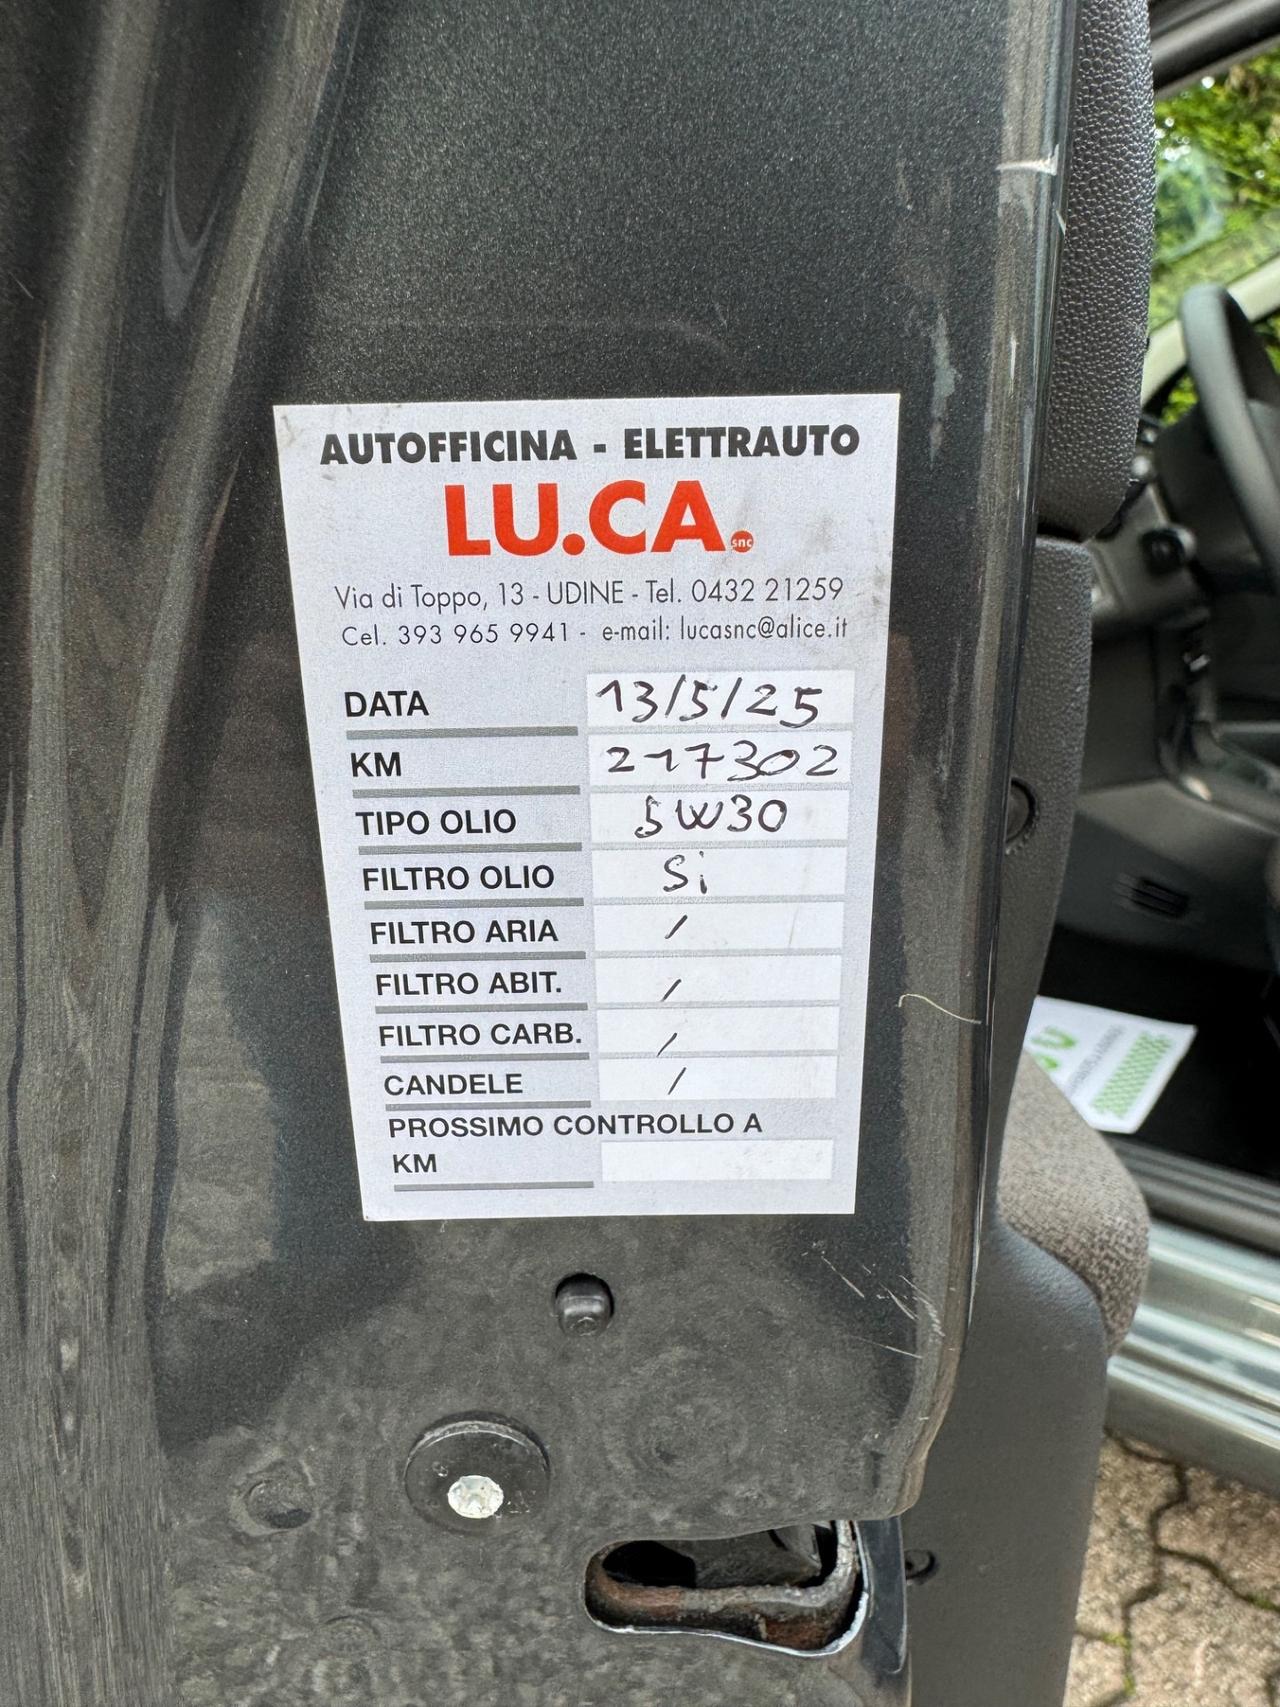 AUTOFFICINA - ELETTRAUTO
LU.CA. snc
Via di Toppo, 13 - UDINE - Tel. 0432 21259
Cel. 393 965 9941 - e-mail: lucasnc@alice.it
DATA 13/5/25
KM 217302
TIPO OLIO 5W30
FILTRO OLIO Si
FILTRO ARIA /
FILTRO ABIT. /
FILTRO CARB. /
CANDELE /
PROSSIMO CONTROLLO A
KM